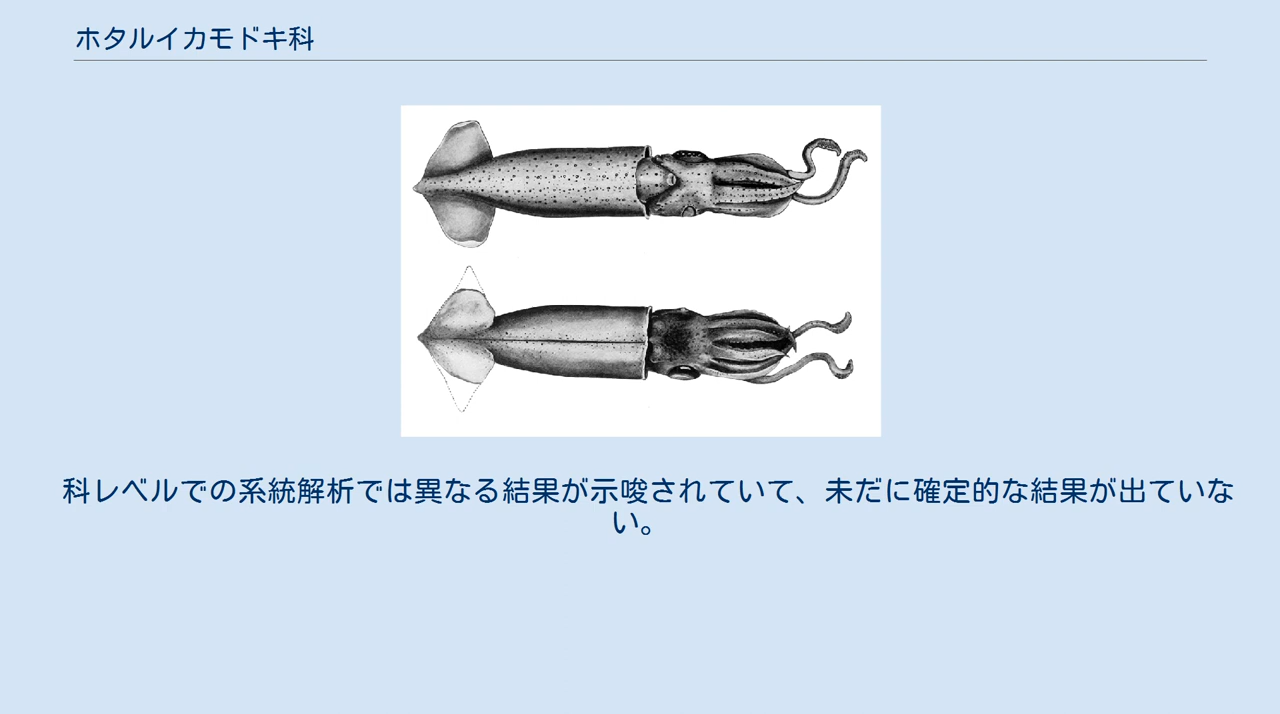 ホタルイカモドキ科
科レベルでの系統解析では異なる結果が示唆されていて、未だに確定的な結果が出ていな
い。